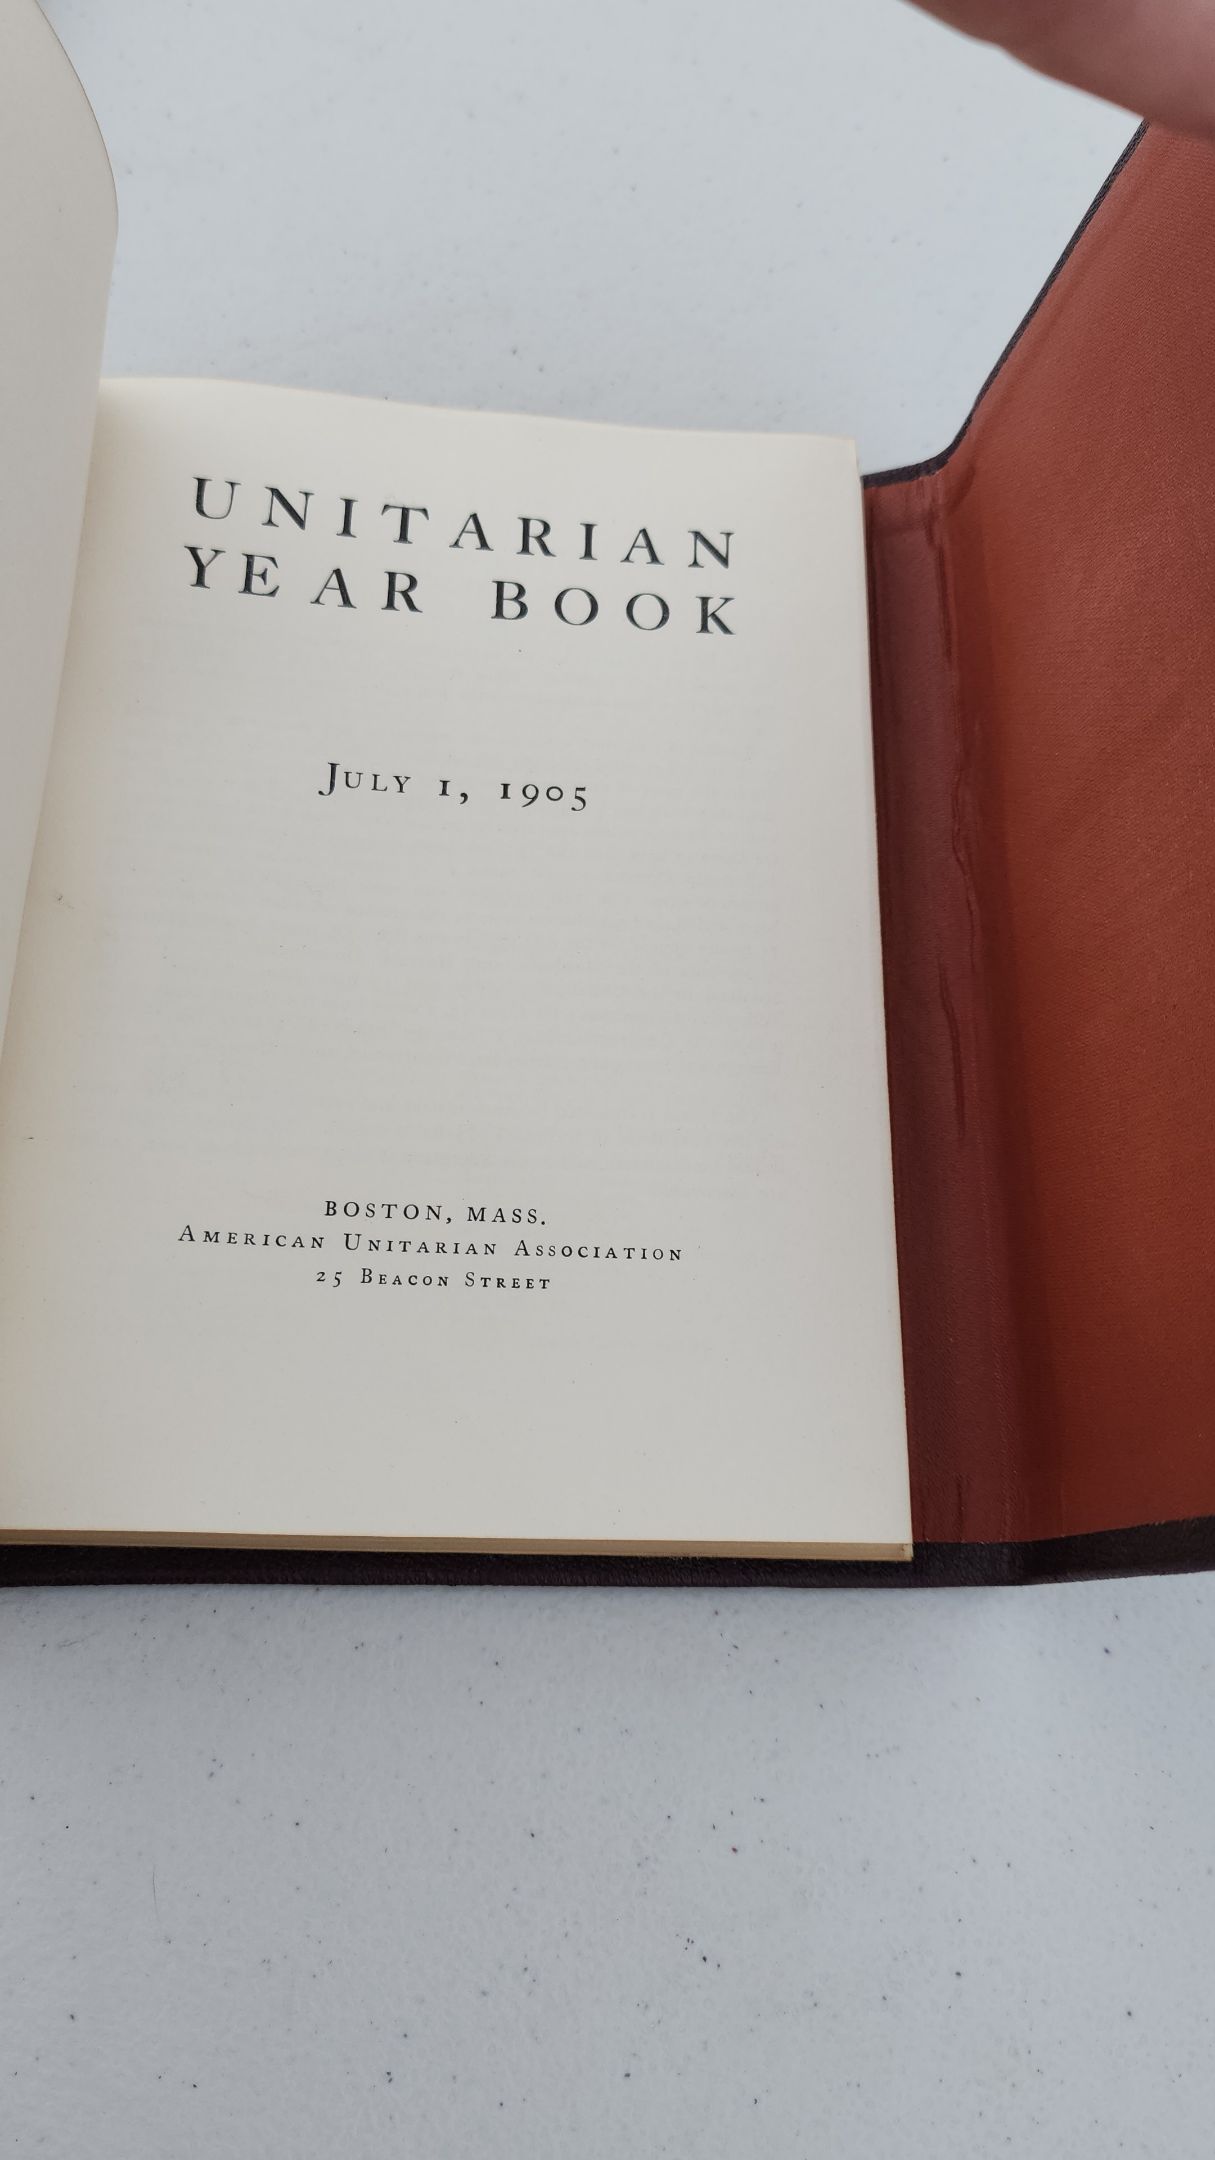 UNITARIAN
YEAR BOOK
JULY 1, 1905
BOSTON, MASS.
AMERICAN UNITARIAN ASSOCIATION
25 BEACON STREET